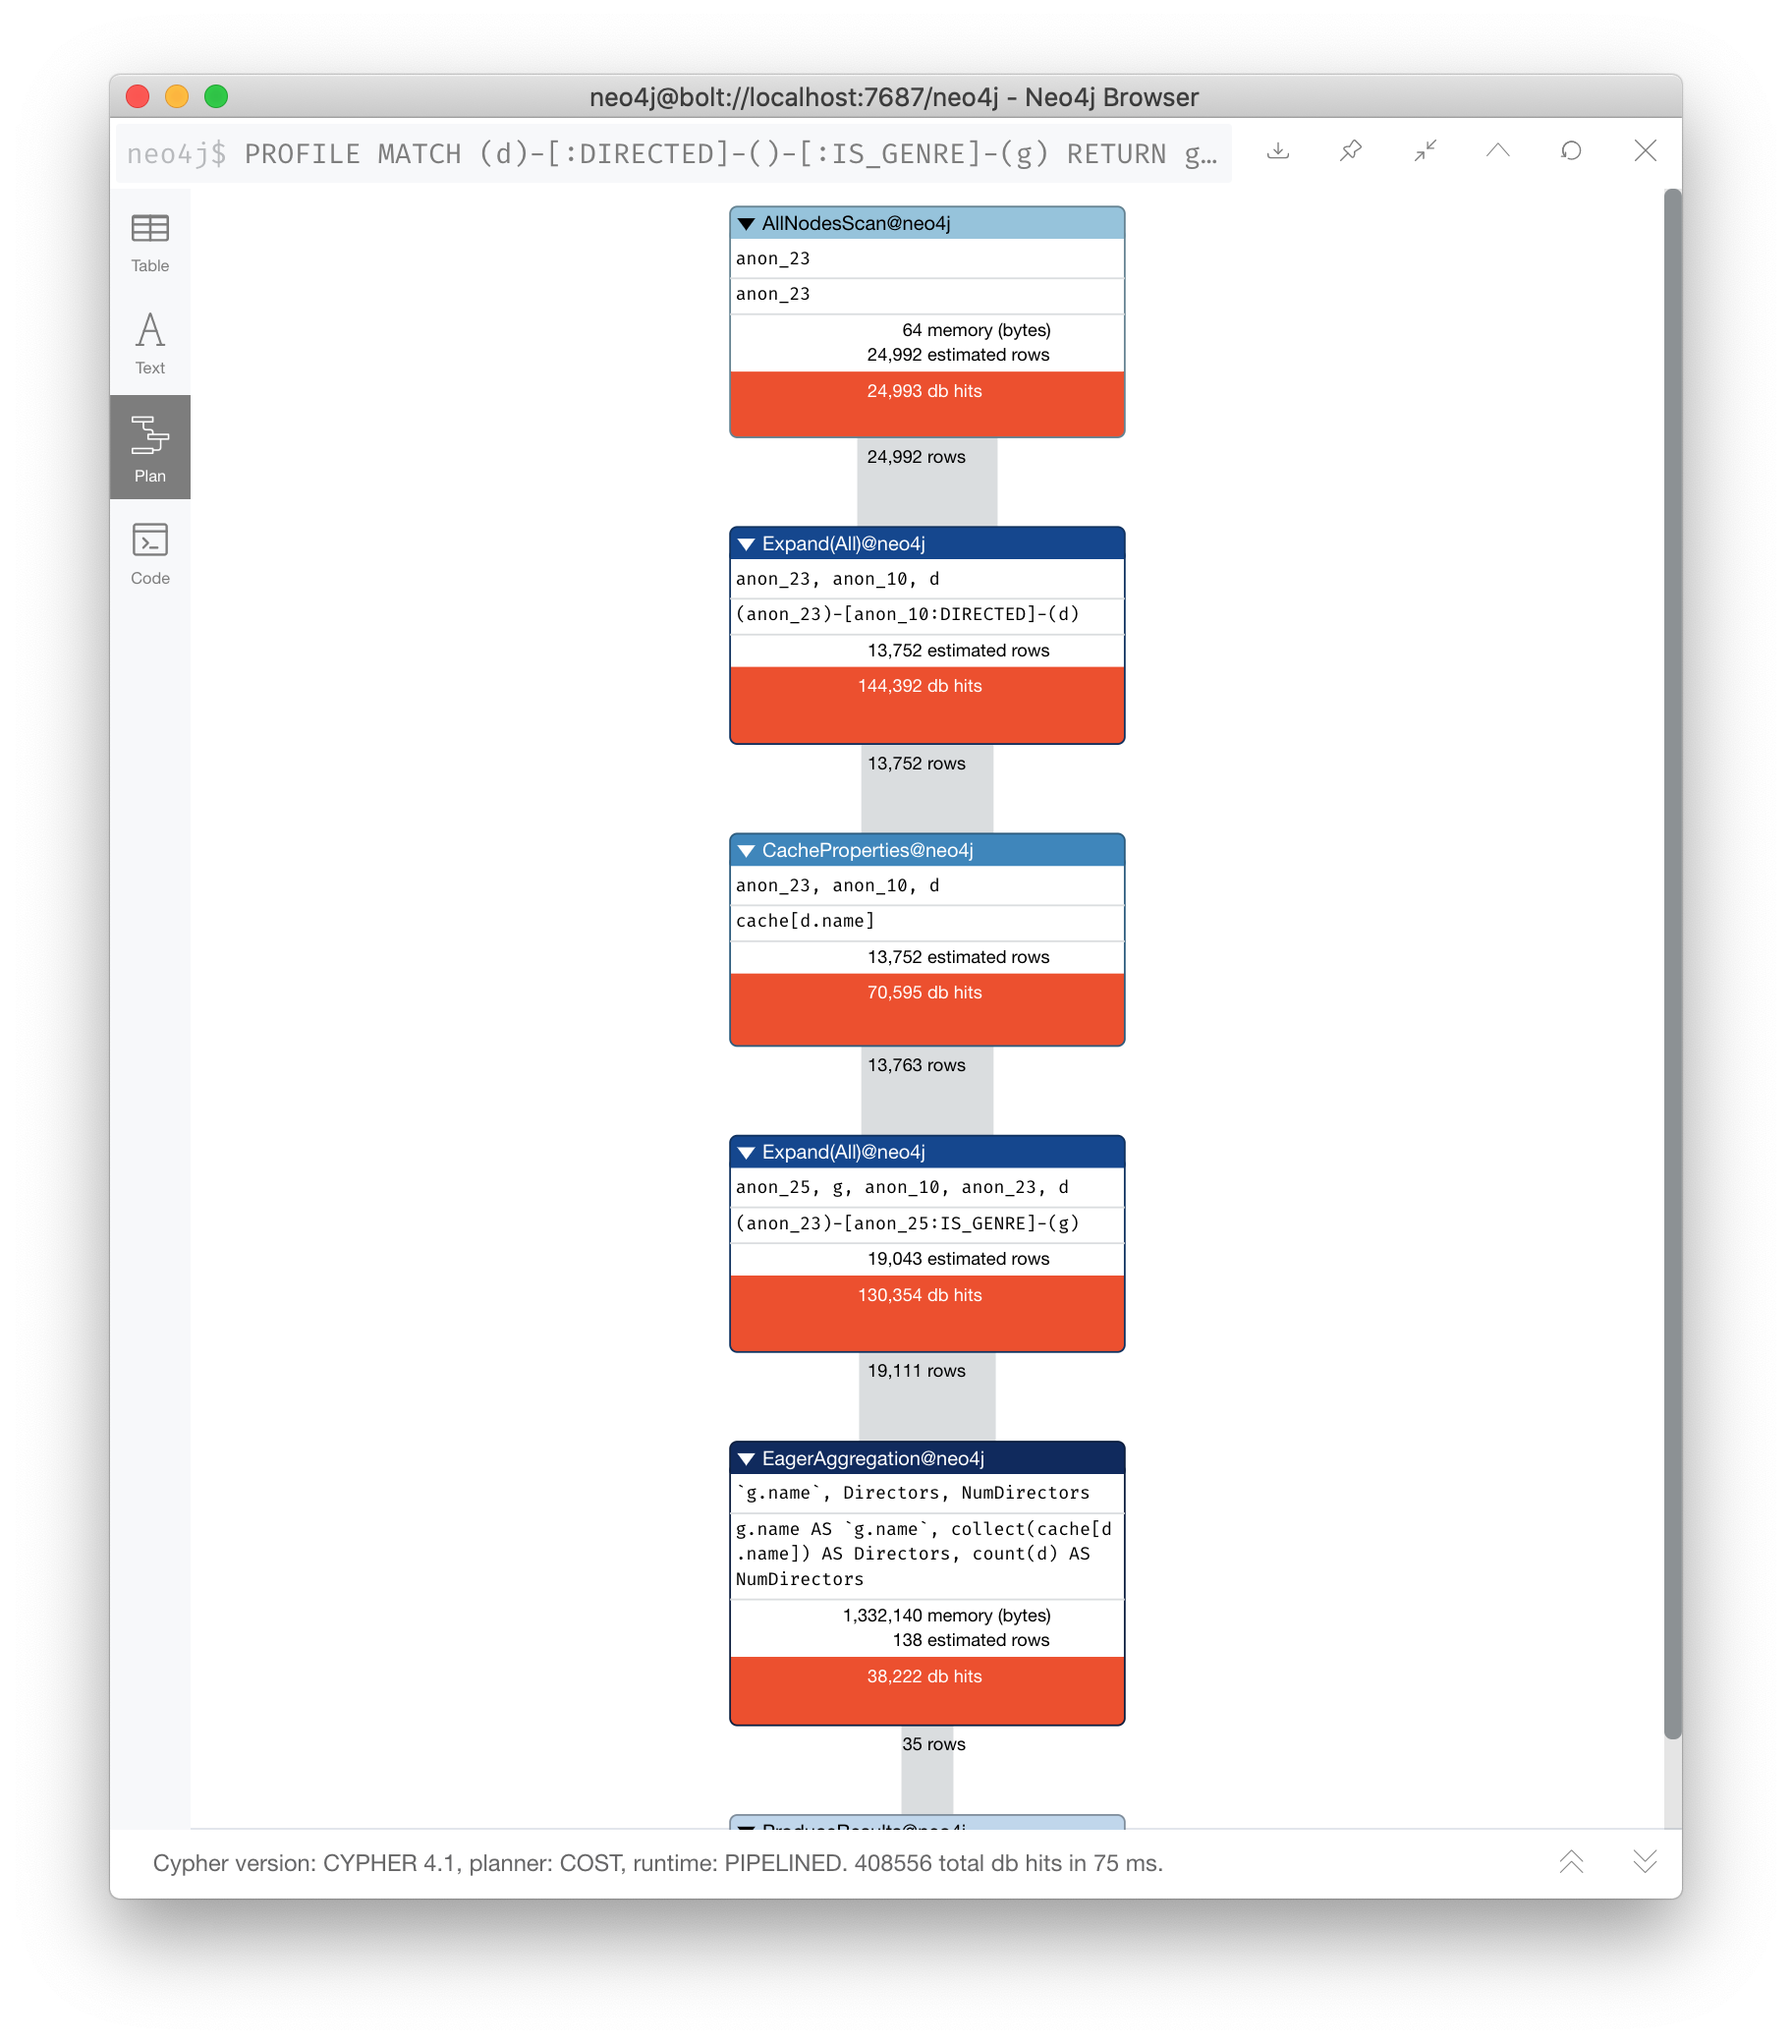 neo4j@bolt://localhost:7687/neo4j - Neo4j Browser
neo4j$ PROFILE MATCH (d)-[:DIRECTED]-()-[:IS_GENRE]-(g) RETURN g…
Table
Text
Plan
Code
AllNodesScan@neo4j
anon_23
anon_23
64 memory (bytes)
24,992 estimated rows
24,993 db hits
24,992 rows
Expand(All)@neo4j
anon_23, anon_10, d
(anon_23)-[anon_10:DIRECTED]-(d)
13,752 estimated rows
144,392 db hits
13,752 rows
CacheProperties@neo4j
anon_23, anon_10, d
cache[d.name]
13,752 estimated rows
70,595 db hits
13,763 rows
Expand(All)@neo4j
anon_25, g, anon_10, anon_23, d
(anon_23)-[anon_25:IS_GENRE]-(g)
19,043 estimated rows
130,354 db hits
19,111 rows
EagerAggregation@neo4j
`g.name`, Directors, NumDirectors
g.name AS `g.name`, collect(cache[d
.name]) AS Directors, count(d) AS
NumDirectors
1,332,140 memory (bytes)
138 estimated rows
38,222 db hits
35 rows
ProduceResults@neo4j
Cypher version: CYPHER 4.1, planner: COST, runtime: PIPELINED. 408556 total db hits in 75 ms.